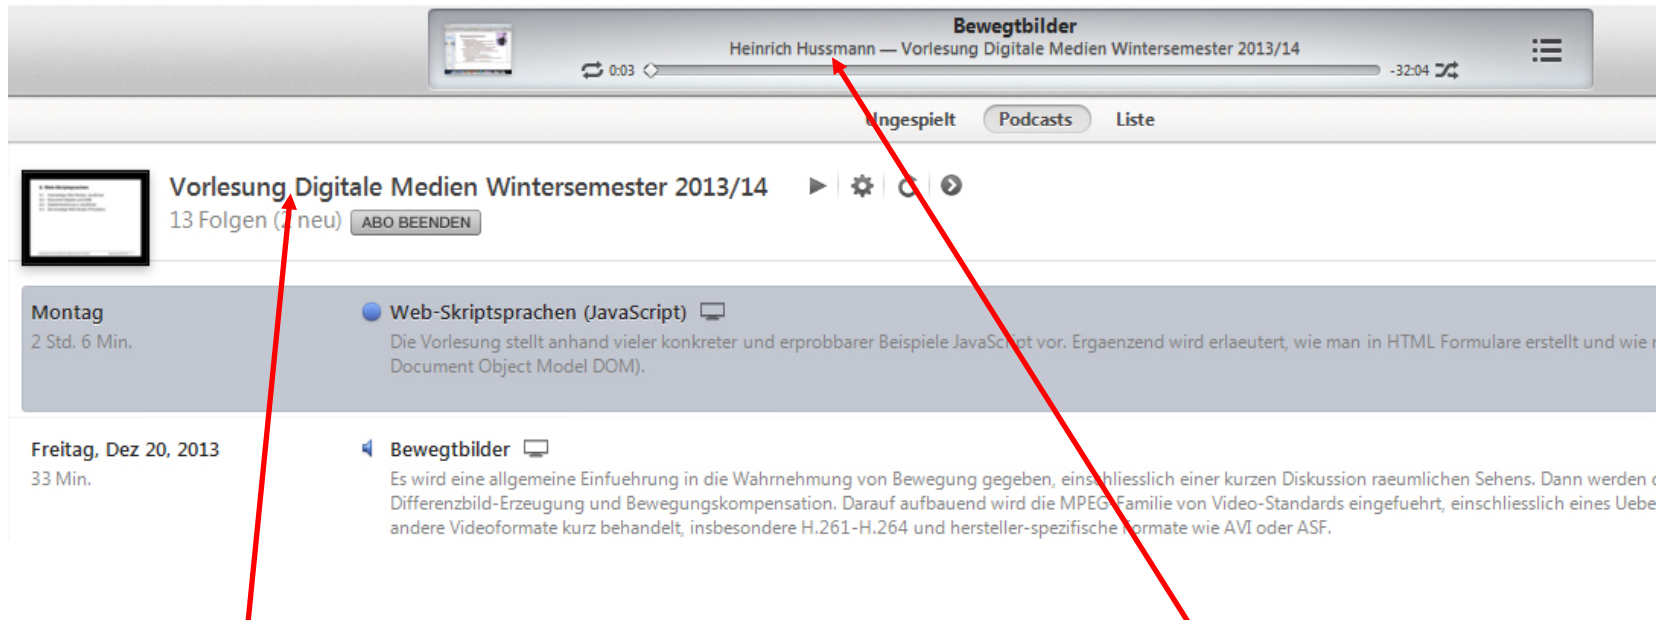 Bewegtbilder
Heinrich Hussmann — Vorlesung Digitale Medien Wintersemester 2013/14
0:03 -32:04
Ungespielt Podcasts Liste
Vorlesung Digitale Medien Wintersemester 2013/14
13 Folgen (2 neu) ABO BEENDEN
Montag Web-Skriptsprachen (JavaScript)
2 Std. 6 Min. Die Vorlesung stellt anhand vieler konkreter und erprobbarer Beispiele JavaScript vor. Ergaenzend wird erlaeutert, wie man in HTML Formulare erstellt und wie
Document Object Model DOM).
Freitag, Dez 20, 2013 Bewegtbilder
33 Min. Es wird eine allgemeine Einfuehrung in die Wahrnehmung von Bewegung gegeben, einschliesslich einer kurzen Diskussion raeumlichen Sehens. Dann werden
Differenzbild-Erzeugung und Bewegungskompensation. Darauf aufbauend wird die MPEG-Familie von Video-Standards eingefuehrt, einschliesslich eines Uebe
andere Videoformate kurz behandelt, insbesondere H.261-H.264 und hersteller-spezifische Formate wie AVI oder ASF.